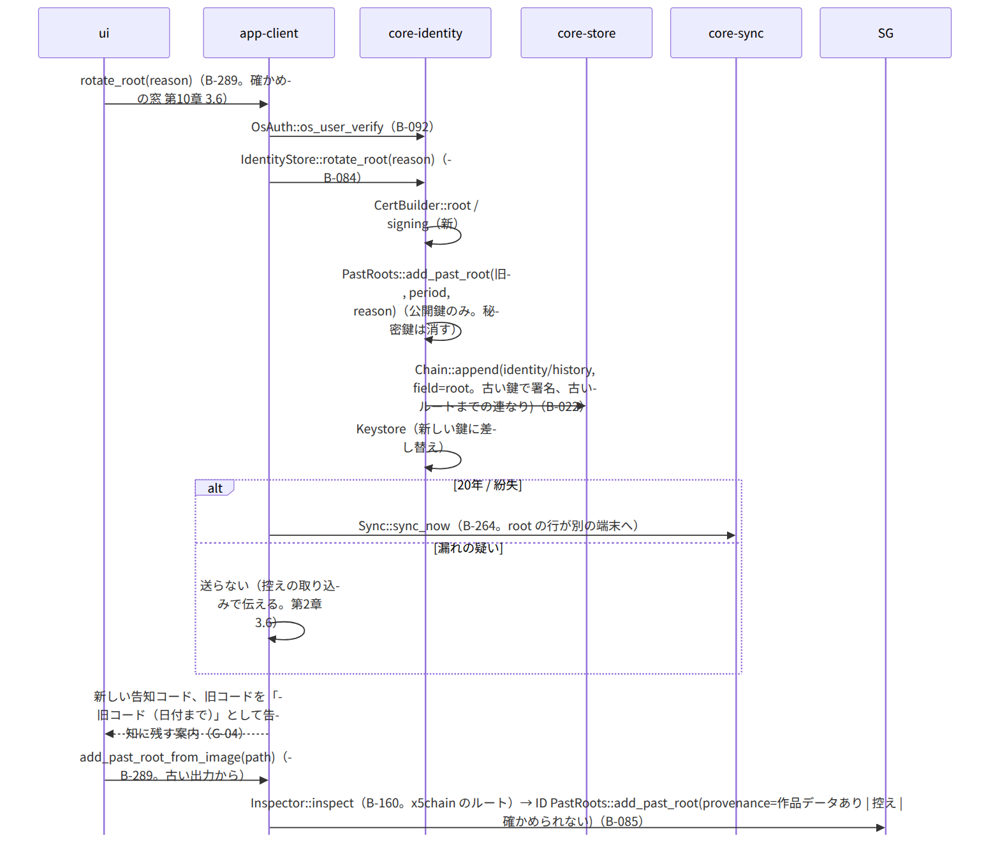 ui
app-client
core-identity
core-store
core-sync
SG
rotate_root(reason)（B-289。確かめ-
の窓 第10章 3.6）
OsAuth::os_user_verify（B-092）
IdentityStore::rotate_root(reason)（-
B-084）
CertBuilder::root /
signing（新）
PastRoots::add_past_root(旧-
, period,
reason)（公開鍵のみ。秘-
密鍵は消す）
Chain::append(identity/history,
field=root。古い鍵で署名、古い-
ルートまでの連なり)（B-022）
Keystore（新しい鍵に差-
し替え）
alt
[20年 / 紛失]
Sync::sync_now（B-264。root の行が別の端末へ）
[漏れの疑い]
送らない（控えの取り込-
みで伝える。第2章
3.6）
新しい告知コード、旧コードを「-
旧コード（日付まで）」として告-
知に残す案内（G-04）
add_past_root_from_image(path)（-
B-289。古い出力から）
Inspector::inspect（B-160。x5chain のルート）→ ID PastRoots::add_past_root(provenance=作品データあり | 控え |
確かめられない)（B-085）